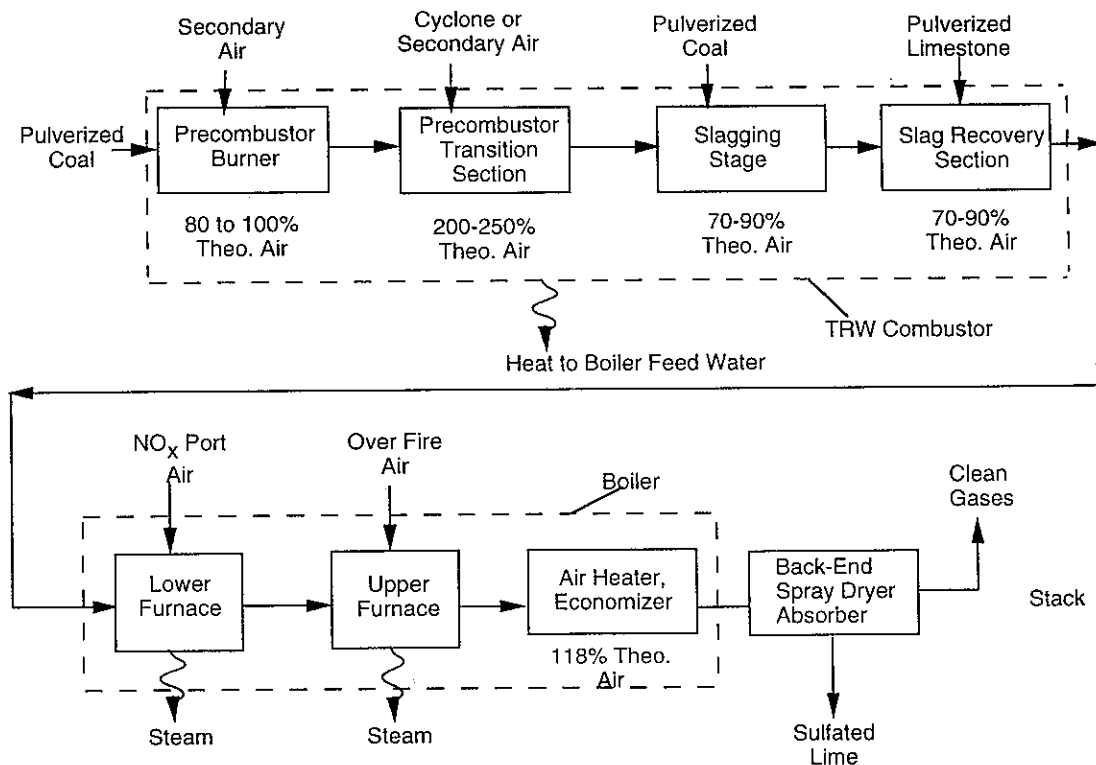 Secondary
Air
Cyclone or
Secondary Air
Pulverized
Coal
Pulverized
Limestone
Pulverized
Coal
Precombustor
Burner
Precombustor
Transition
Section
Slagging
Stage
Slag Recovery
Section
80 to 100%
Theo. Air
200-250%
Theo. Air
70-90%
Theo. Air
70-90%
Theo. Air
TRW Combustor
Heat to Boiler Feed Water
NOx Port
Air
Over Fire
Air
Boiler
Clean
Gases
Lower
Furnace
Upper
Furnace
Air Heater,
Economizer
Back-End
Spray Dryer
Absorber
Stack
118% Theo.
Air
Steam
Steam
Sulfated
Lime